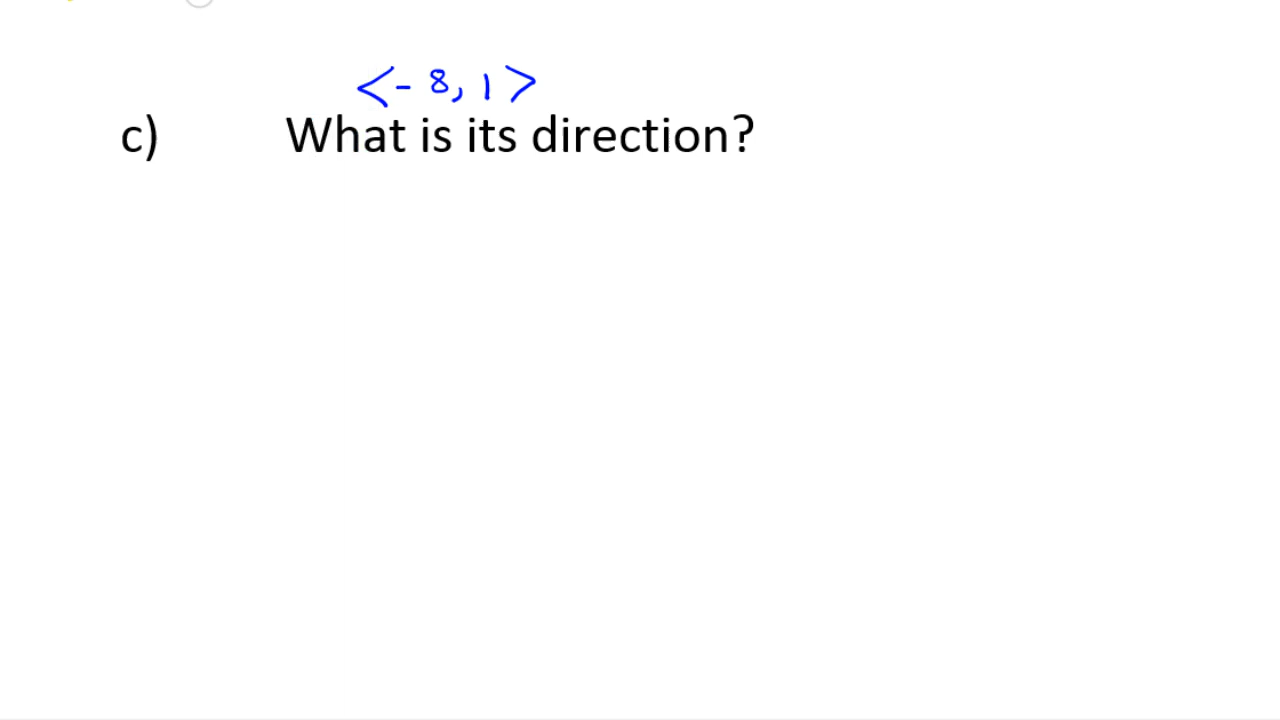 <- 8, 1>
c) What is its direction?